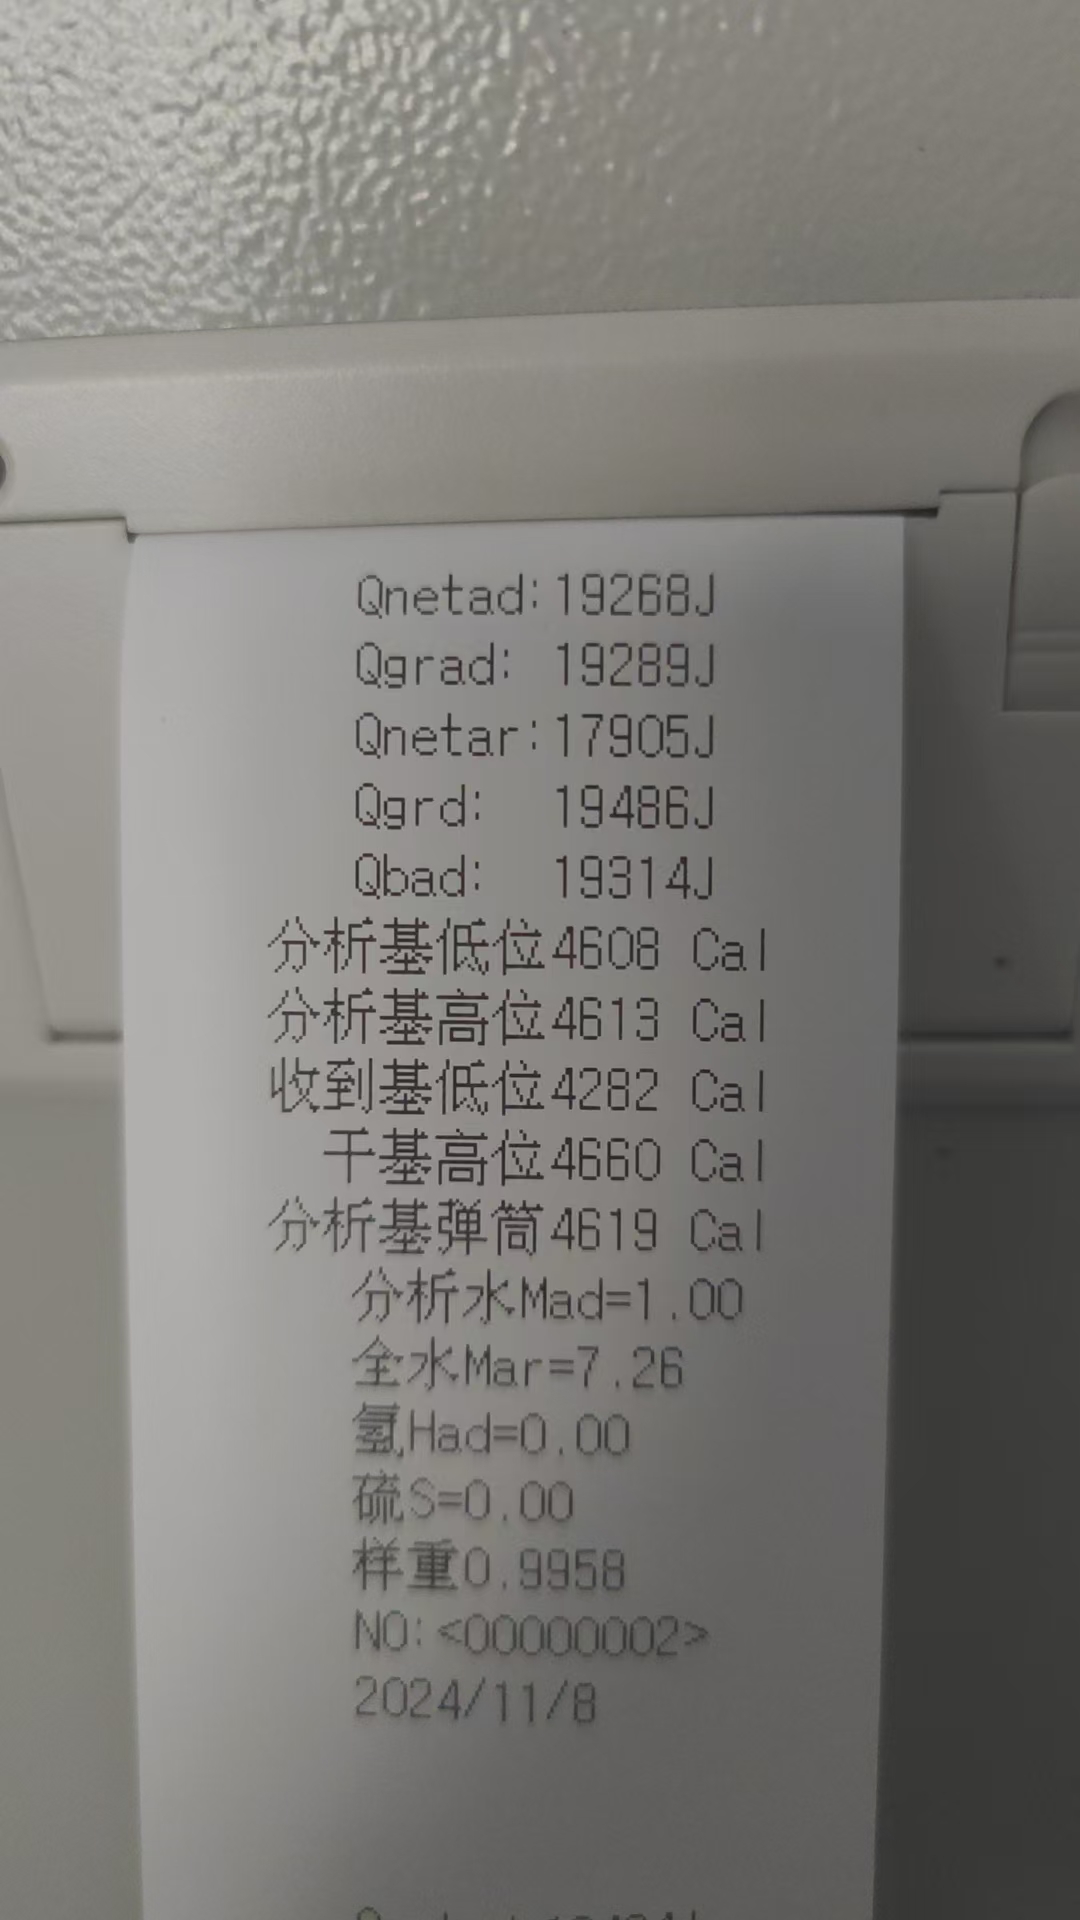 Qnetad:19268J
Qgrad: 19289J
Qnetar:17905J
Qgrd: 19486J
Qbad: 19314J
分析基低位4608 Cal
分析基高位4613 Cal
收到基低位4282 Cal
干基高位4660 Cal
分析基弹筒4619 Cal
分析水Mad=1.00
全水Mar=7.26
氢Had=0.00
硫S=0.00
样重0.9958
NO:<00000002>
2024/11/8